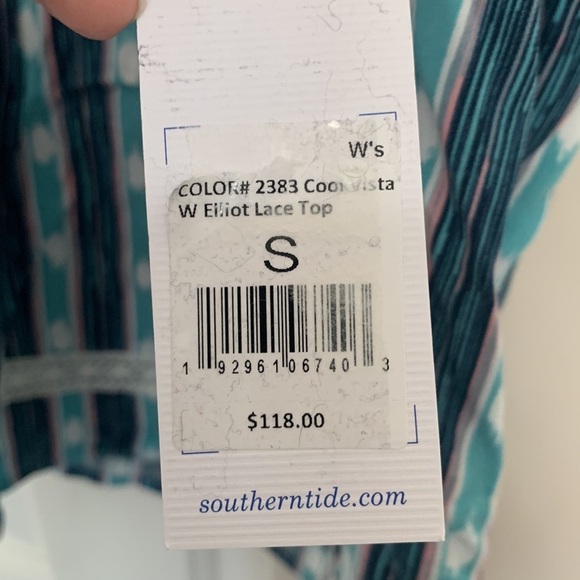 W's
COLOR# 2383 Cool Vista
W Elliot Lace Top
S
1 92961 06740 3
$118.00
southerntide.com